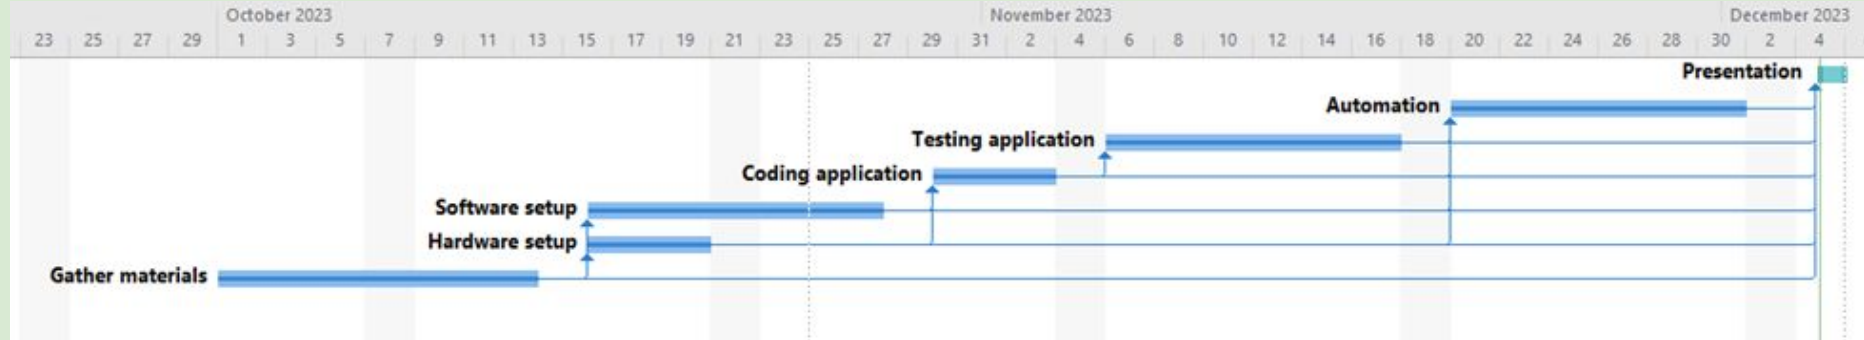 October 2023 November 2023 December 2023
23 25 27 29 1 3 5 7 9 11 13 15 17 19 21 23 25 27 29 31 2 4 6 8 10 12 14 16 18 20 22 24 26 28 30 2 4
Presentation
Automation
Testing application
Coding application
Software setup
Hardware setup
Gather materials